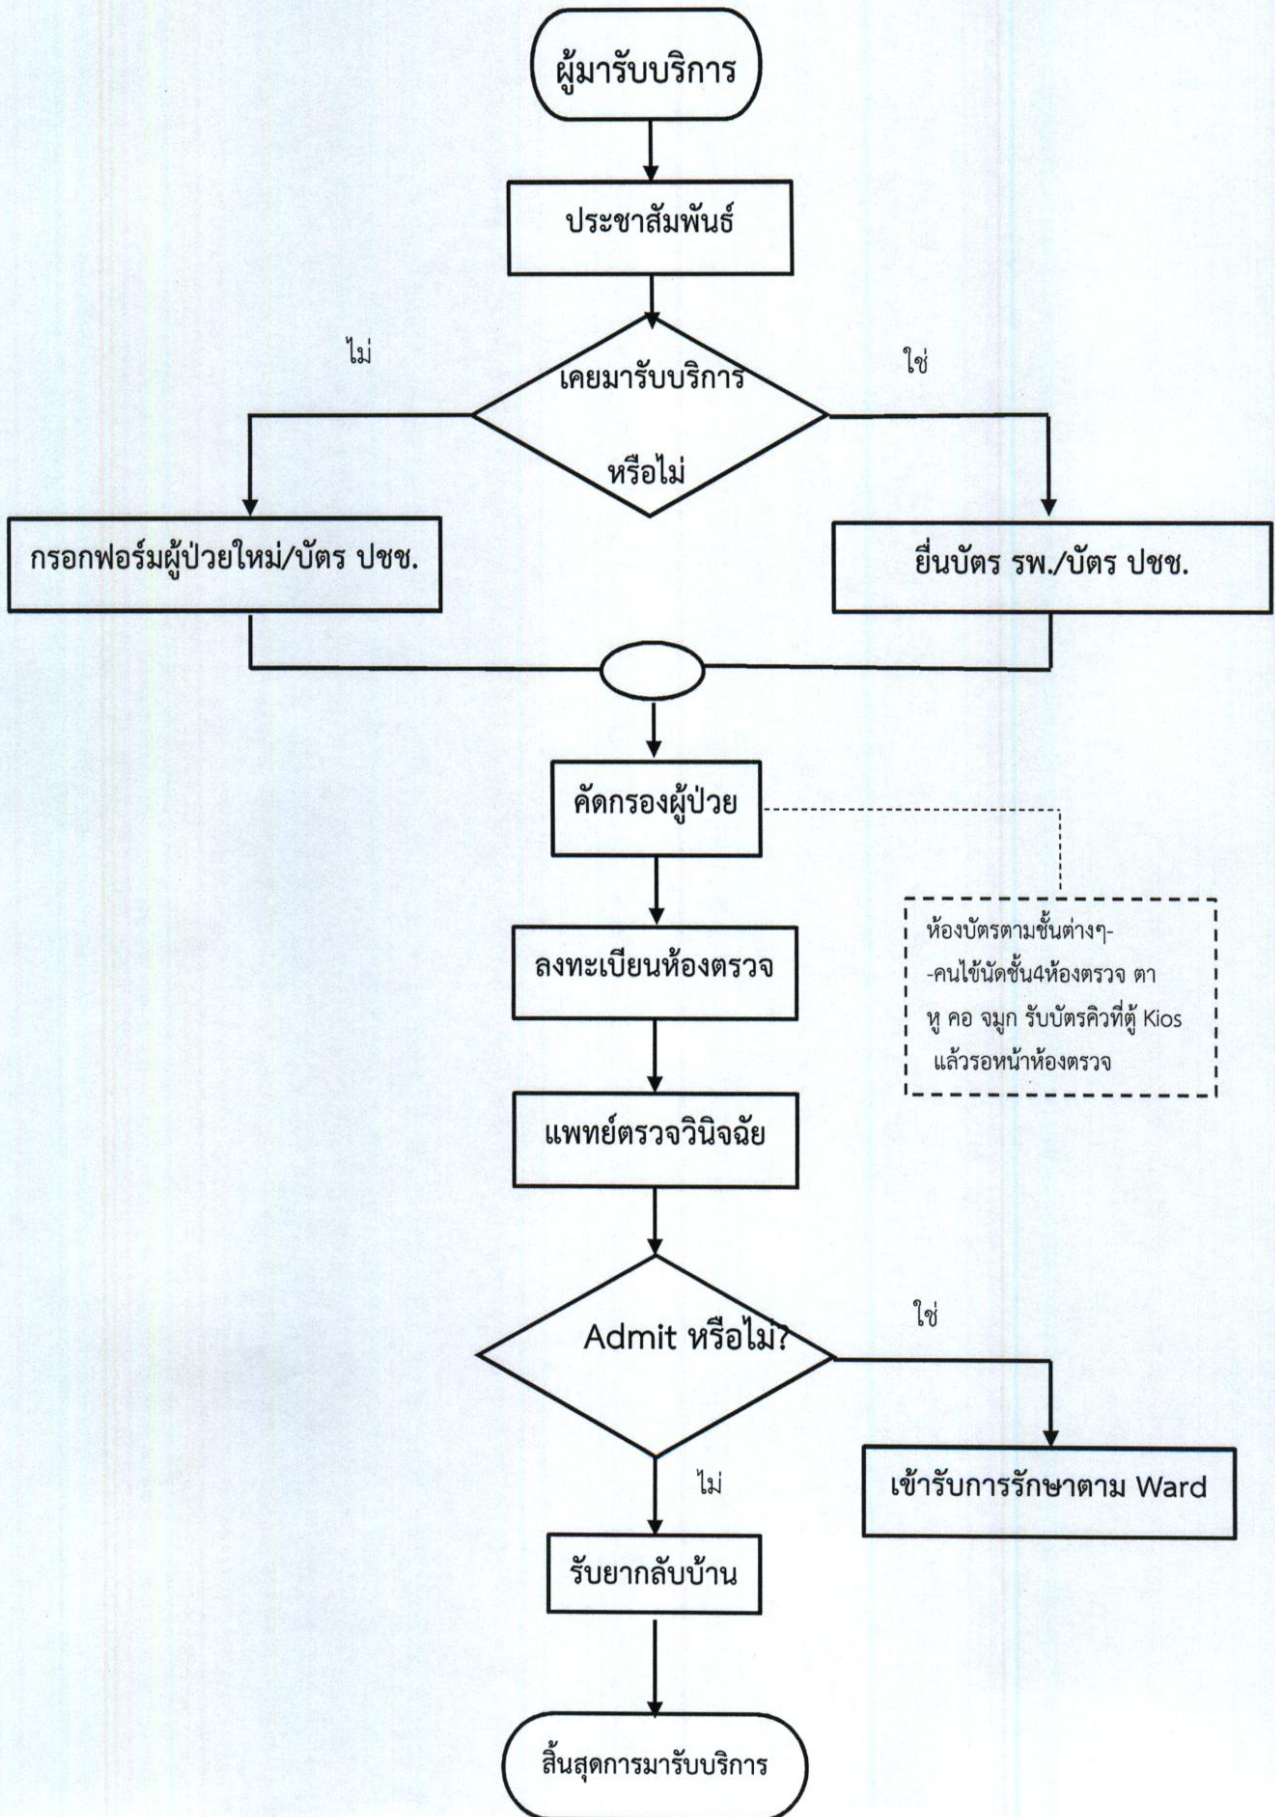 ผู้มารับบริการ
ประชาสัมพันธ์
ไม่
เคยมารับบริการ
ใช่
หรือไม่
กรอกฟอร์มผู้ป่วยใหม่/บัตร ปชช.
ยื่นบัตร รพ./บัตร ปชช.
คัดกรองผู้ป่วย
ห้องบัตรตามชั้นต่างๆ-
-คนไข้นัดชั้น4ห้องตรวจ ตา
หู คอ จมูก รับบัตรคิวที่ตู้ Kios
แล้วรอหน้าห้องตรวจ
ลงทะเบียนห้องตรวจ
แพทย์ตรวจวินิจฉัย
Admit หรือไม่?
ใช่
เข้ารับการรักษาตาม Ward
ไม่
รับยากลับบ้าน
สิ้นสุดการมารับบริการ